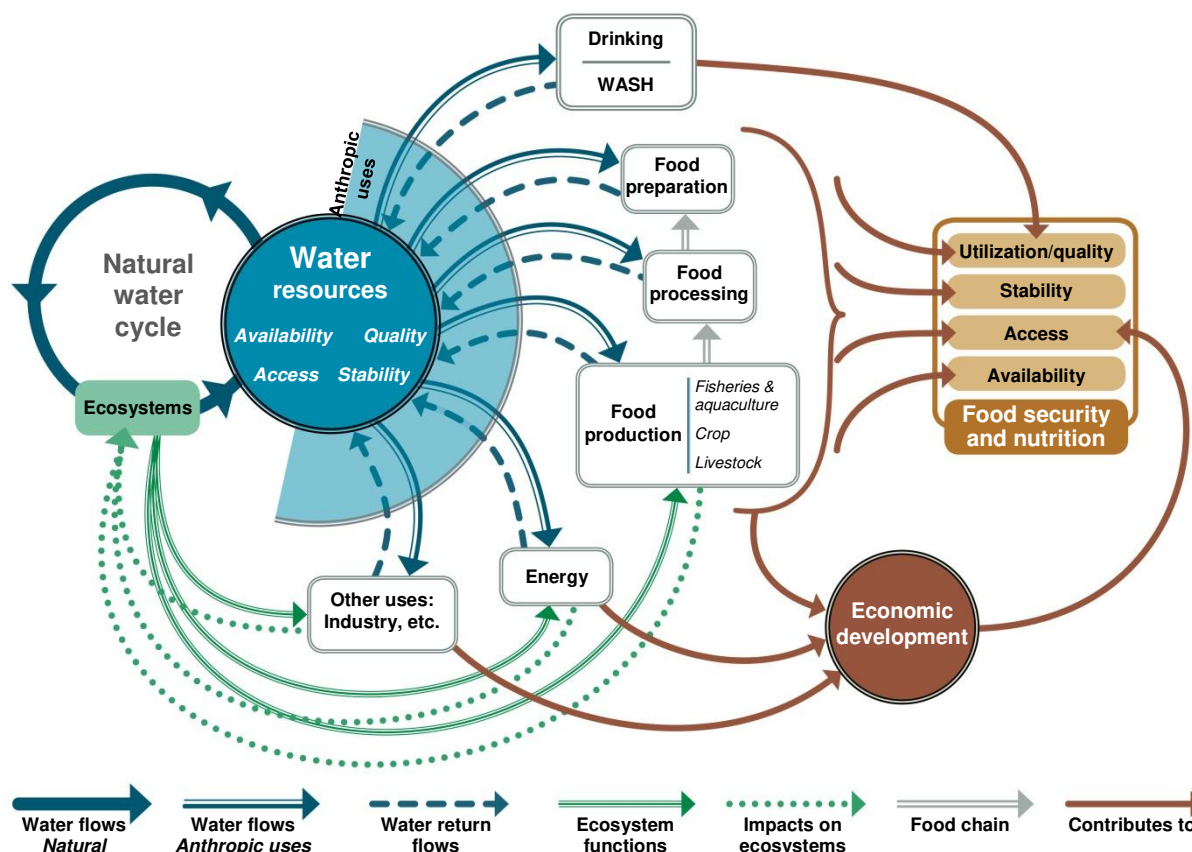 Drinking
WASH
Anthropic
uses
Food
preparation
Natural
water
cycle
Water
resources
Availability Quality
Access Stability
Food
processing
Utilization/quality
Stability
Access
Availability
Food security
and nutrition
Ecosystems
Food
production
Fisheries &
aquaculture
Crop
Livestock
Energy
Other uses:
Industry, etc.
Economic
development
Water flows
Natural
Water flows
Anthropic uses
Water return
flows
Ecosystem
functions
Impacts on
ecosystems
Food chain
Contributes to